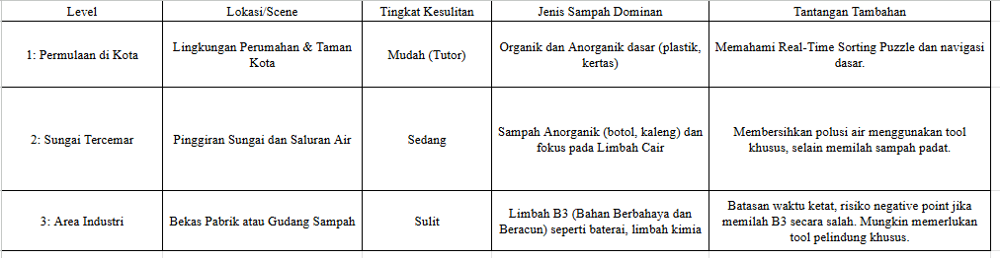 Level	Lokasi/Scene	Tingkat Kesulitan	Jenis Sampah Dominan	Tantangan Tambahan
1: Permulaan di Kota
Lingkungan Perumahan & Taman
Kota
Mudah (Tutor)
Organik dan Anorganik dasar (plastik,
kertas)
Memahami Real-Time Sorting Puzzle dan navigasi
dasar.
2: Sungai Tercemar
Pinggiran Sungai dan Saluran Air
Sedang
Sampah Anorganik (botol, kaleng) dan
fokus pada Limbah Cair
Membersihkan polusi air menggunakan tool
khusus, selain memilah sampah padat.
3: Area Industri
Bekas Pabrik atau Gudang Sampah
Sulit
Limbah B3 (Bahan Berbahaya dan
Beracun) seperti baterai, limbah kimia
Batasan waktu ketat, risiko negative point jika
memilah B3 secara salah. Mungkin memerlukan
tool pelindung khusus.